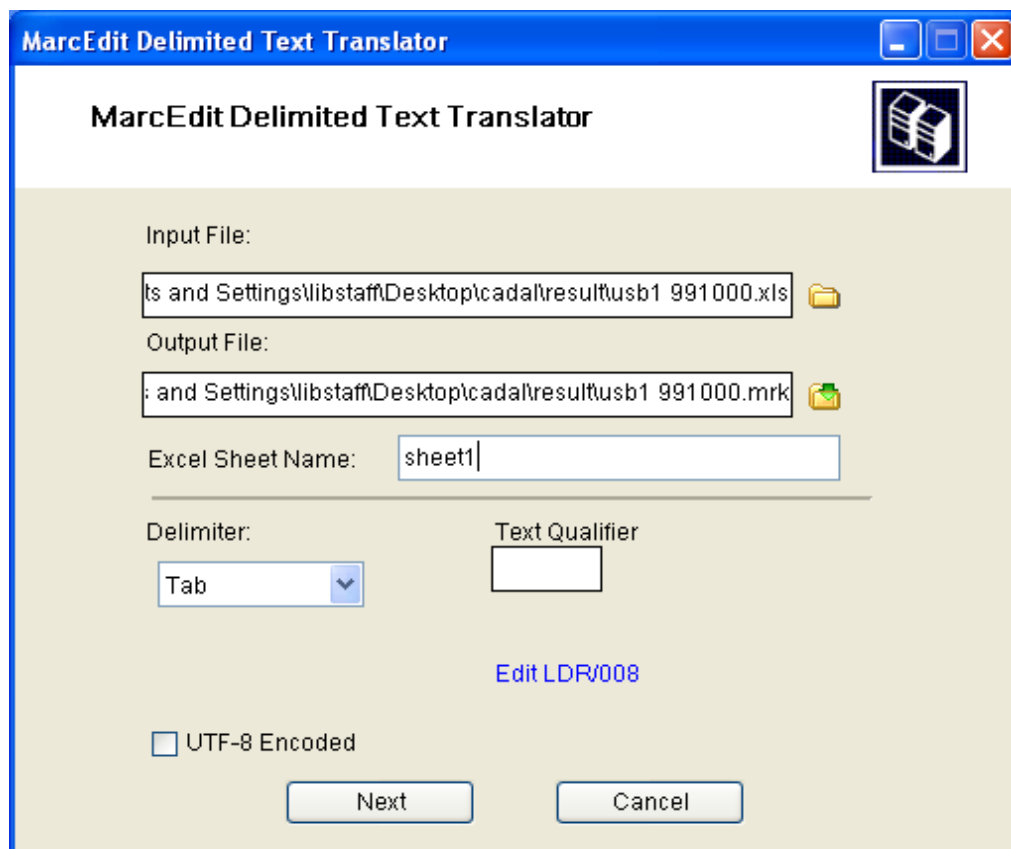 MarcEdit Delimited Text Translator
MarcEdit Delimited Text Translator
Input File:
ts and Settings\libstaff\Desktop\cadal\result\usb1 991000.xls
Output File:
and Settings\libstaff\Desktop\cadal\result\usb1 991000.mrk
Excel Sheet Name: sheet1
Delimiter: Text Qualifier
Tab
Edit LDR/008
UTF-8 Encoded
Next Cancel